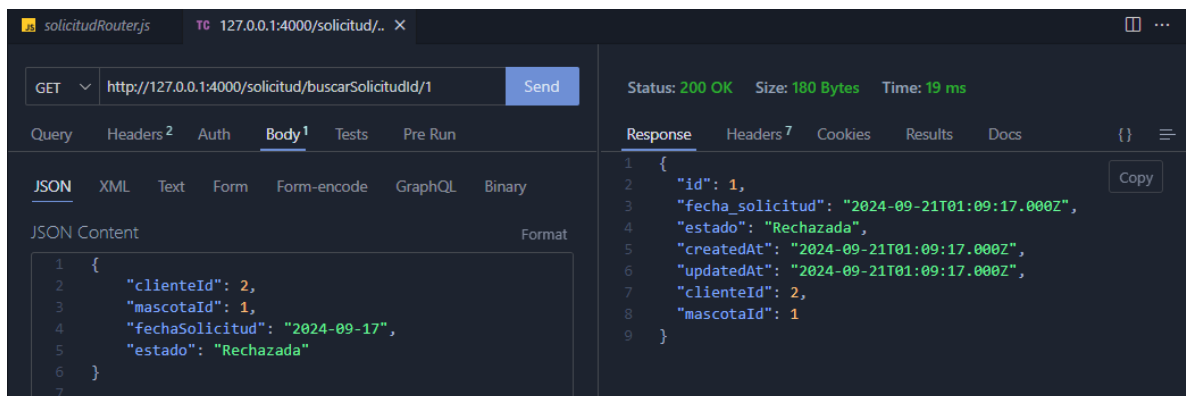 JS solicitudRouter.js TC 127.0.0.1:4000/solicitud/.. ×
GET http://127.0.0.1:4000/solicitud/buscarSolicitudId/1 Send
Query Headers 2 Auth Body 1 Tests Pre Run
JSON XML Text Form Form-encode GraphQL Binary
JSON Content Format
1 {
2 "clienteId": 2,
3 "mascotaId": 1,
4 "fechaSolicitud": "2024-09-17",
5 "estado": "Rechazada"
6 }
7
Status: 200 OK Size: 180 Bytes Time: 19 ms
Response Headers 7 Cookies Results Docs {}
Copy
1 {
2 "id": 1,
3 "fecha_solicitud": "2024-09-21T01:09:17.000Z",
4 "estado": "Rechazada",
5 "createdAt": "2024-09-21T01:09:17.000Z",
6 "updatedAt": "2024-09-21T01:09:17.000Z",
7 "clienteId": 2,
8 "mascotaId": 1
9 }